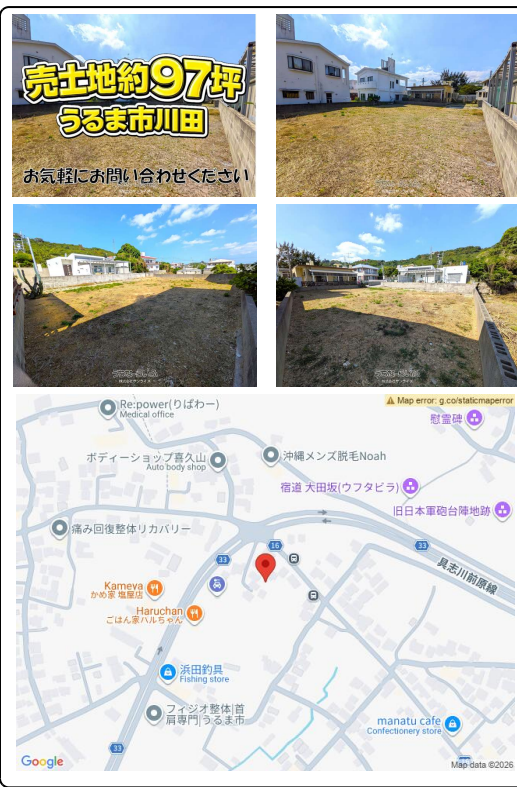 売土地約97坪
うるま市川田
お気軽にお問い合わせください
Map error: g.co/staticmaperror
Re:power(りばわー)
Medical office
慰霊碑
ボディーショップ喜久山
Auto body shop
沖縄メンズ脱毛Noah
宿道 大田坂(ウフタビラ)
旧日本軍砲台陣地跡
痛み回復整体リカバリー
16
33
33
具志川前原線
Kameya
かめ家 塩屋店
Haruchan
ごはん家ハルちゃん
浜田釣具
Fishing store
フィジオ整体|首
肩専門|うるま市
manatu cafe
Confectionery store
33
Google
Map data ©2026